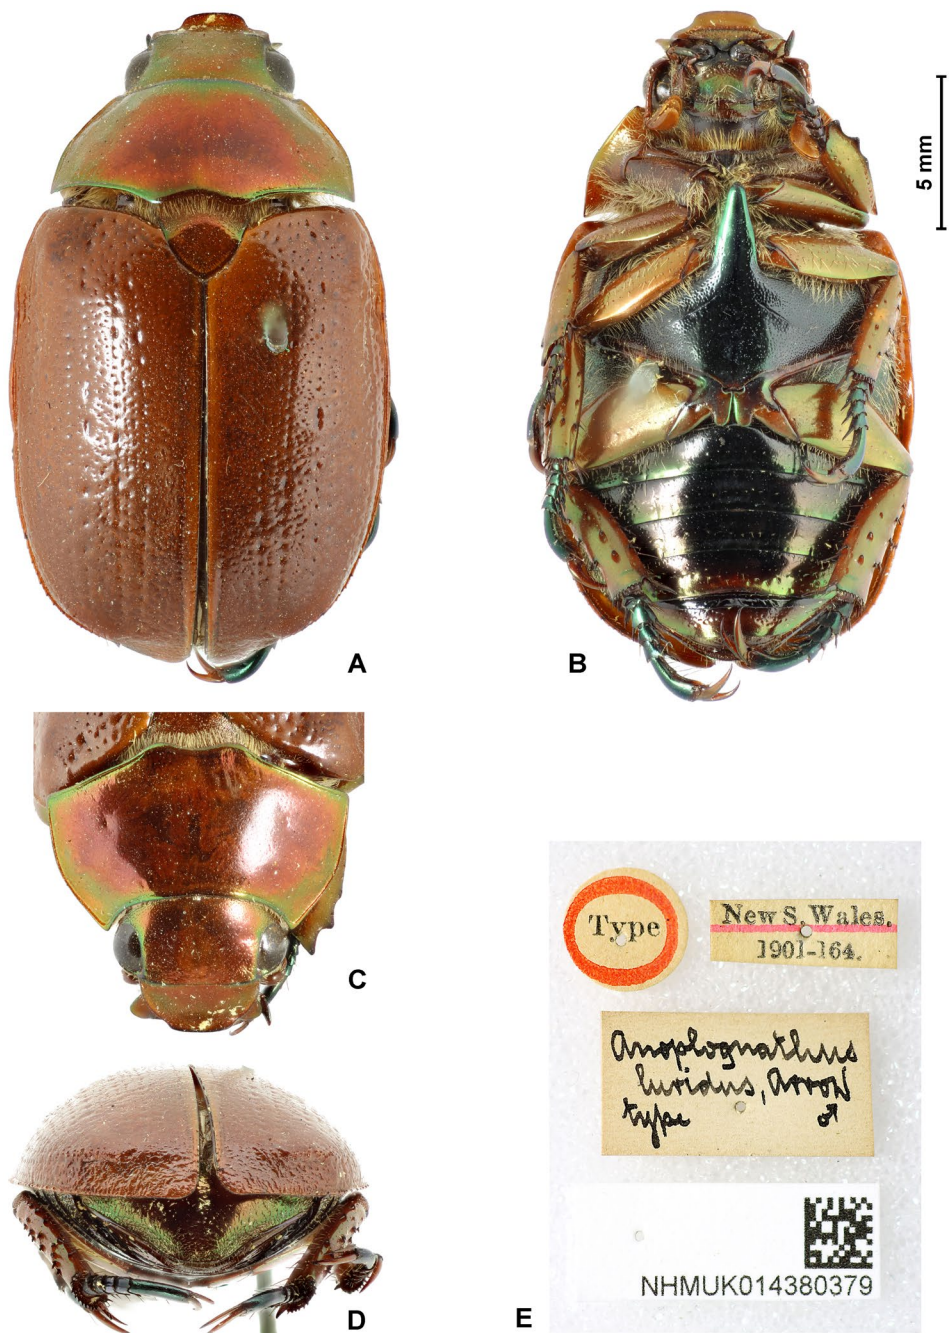 5 mm
A
B
C
D
E
Type
New S. Wales.
1901-164.
Anoplognathus
luridus, Arrow
type ♂
NHMUK014380379